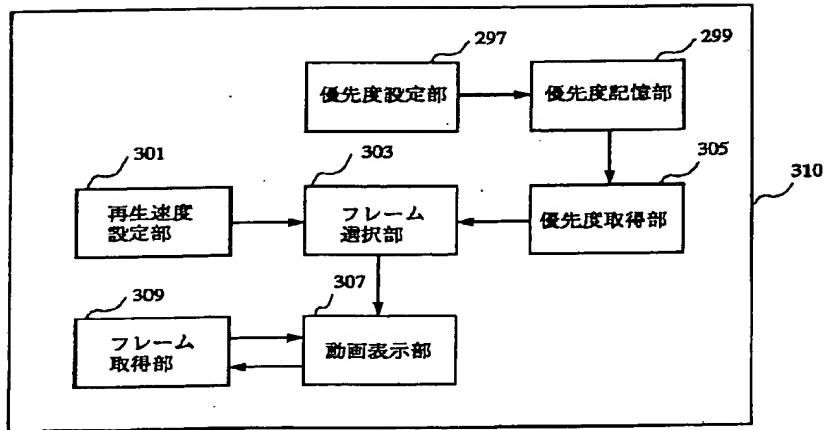 297
優先度設定部
299
優先度記憶部
301
再生速度
設定部
303
フレーム
選択部
305
優先度取得部
310
309
フレーム
取得部
307
動画表示部